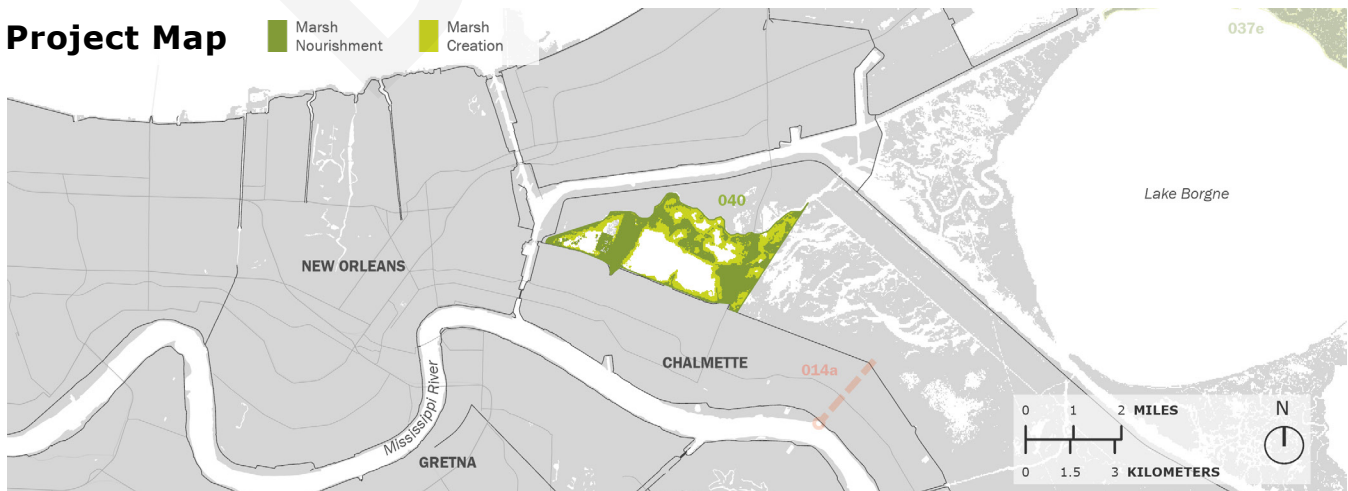 Project Map
Marsh
Nourishment
Marsh
Creation
037e
Lake Borgne
040
NEW ORLEANS
CHALMETTE
014a
Mississippi River
GRETNA
0 1 2 MILES
N
0 1.5 3 KILOMETERS